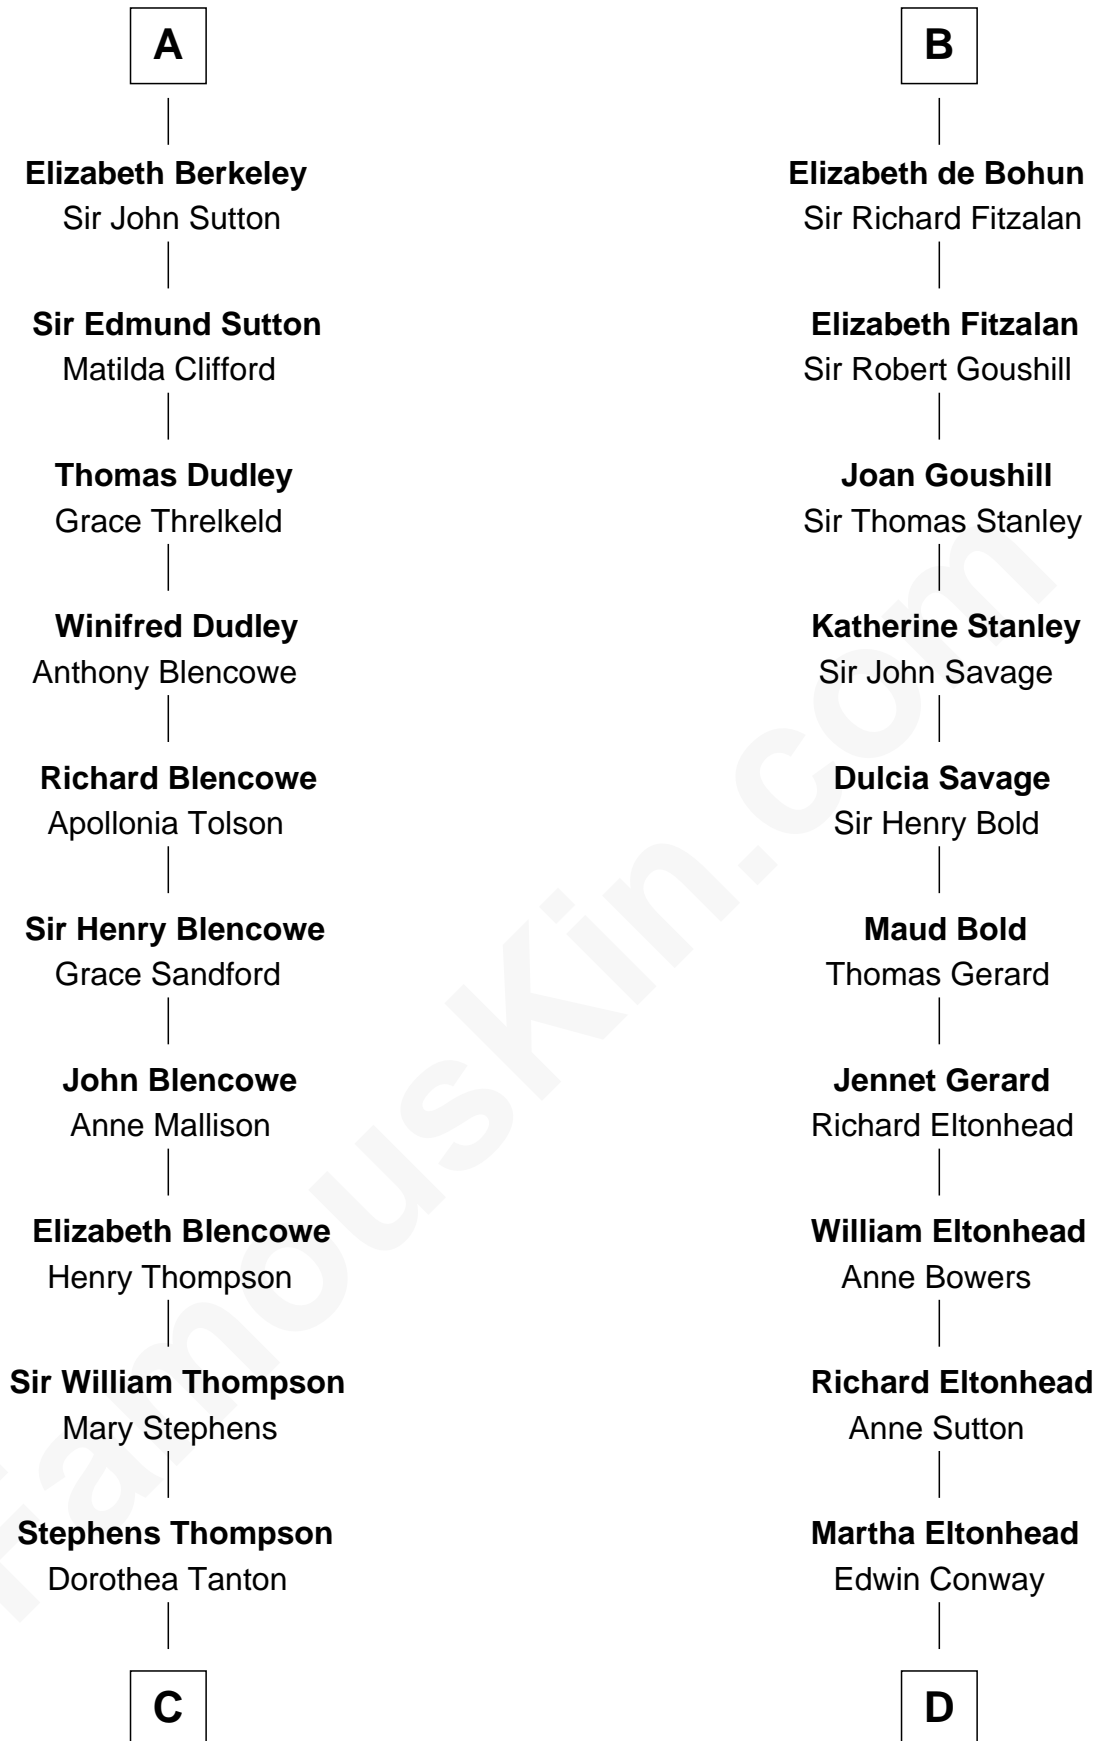 A
Elizabeth Berkeley
Sir John Sutton
Sir Edmund Sutton
Matilda Clifford
Thomas Dudley
Grace Threlkeld
Winifred Dudley
Anthony Blencowe
Richard Blencowe
Apollonia Tolson
Sir Henry Blencowe
Grace Sandford
John Blencowe
Anne Mallison
Elizabeth Blencowe
Henry Thompson
Sir William Thompson
Mary Stephens
Stephens Thompson
Dorothea Tanton
C
B
Elizabeth de Bohun
Sir Richard Fitzalan
Elizabeth Fitzalan
Sir Robert Goushill
Joan Goushill
Sir Thomas Stanley
Katherine Stanley
Sir John Savage
Dulcia Savage
Sir Henry Bold
Maud Bold
Thomas Gerard
Jennet Gerard
Richard Eltonhead
William Eltonhead
Anne Bowers
Richard Eltonhead
Anne Sutton
Martha Eltonhead
Edwin Conway
D
FamousKin.com